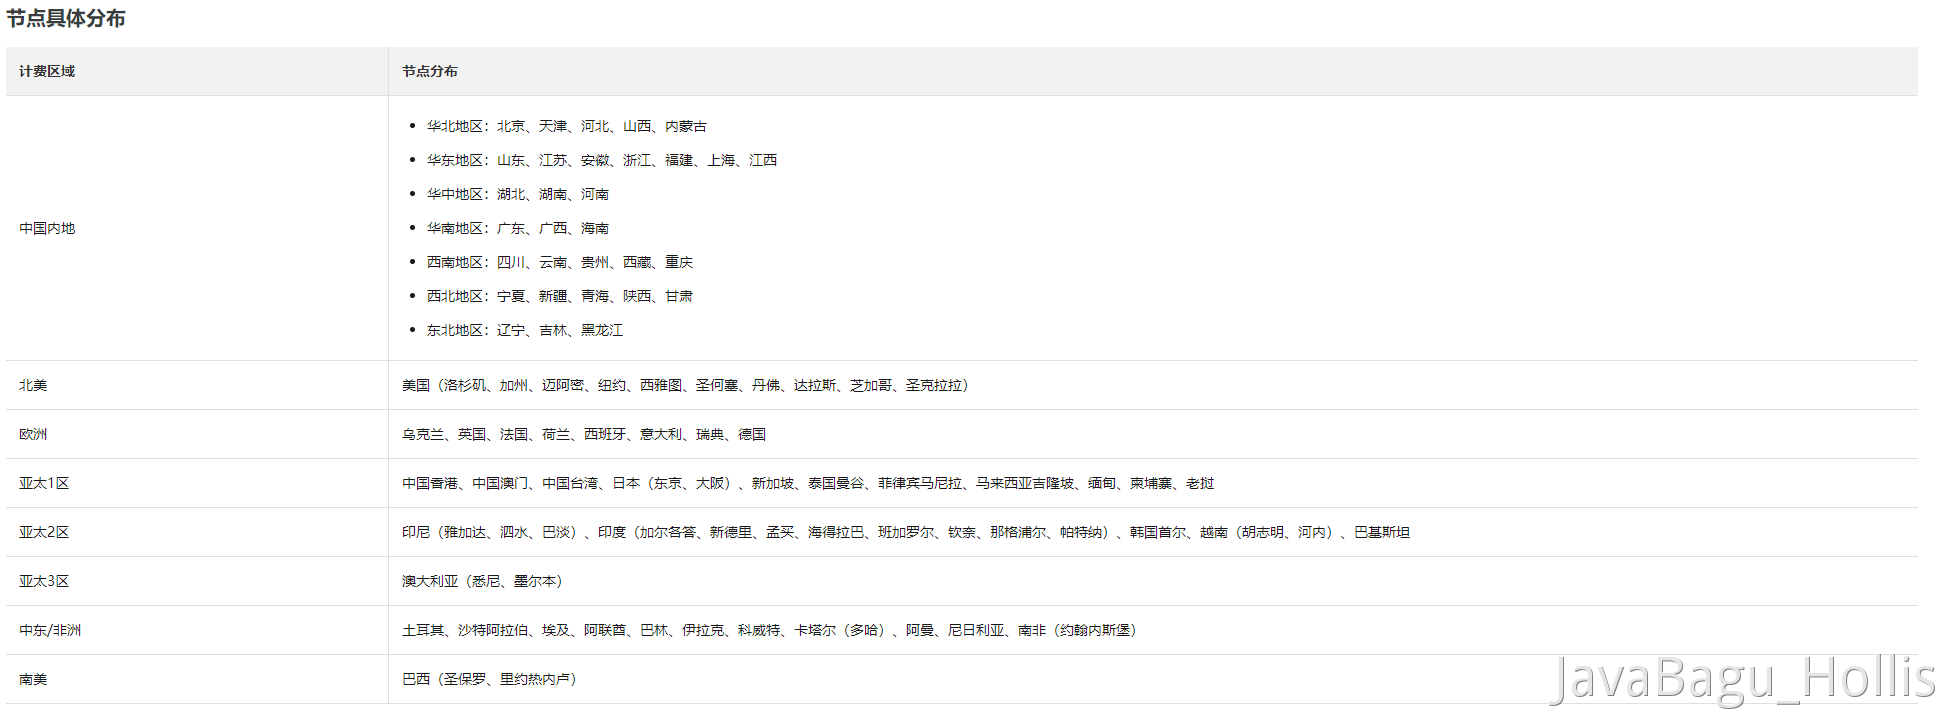 节点具体分布
计费区域 节点分布
中国内地
华北地区：北京、天津、河北、山西、内蒙古
华东地区：山东、江苏、安徽、浙江、福建、上海、江西
华中地区：湖北、湖南、河南
华南地区：广东、广西、海南
西南地区：四川、云南、贵州、西藏、重庆
西北地区：宁夏、新疆、青海、陕西、甘肃
东北地区：辽宁、吉林、黑龙江
北美 美国（洛杉矶、加州、迈阿密、纽约、西雅图、圣何塞、丹佛、达拉斯、芝加哥、圣克拉拉）
欧洲 乌克兰、英国、法国、荷兰、西班牙、意大利、瑞典、德国
亚太1区 中国香港、中国澳门、中国台湾、日本（东京、大阪）、新加坡、泰国曼谷、菲律宾马尼拉、马来西亚吉隆坡、缅甸、柬埔寨、老挝
亚太2区 印尼（雅加达、泗水、巴淡）、印度（加尔各答、新德里、孟买、海得拉巴、班加罗尔、钦奈、那格浦尔、帕特纳）、韩国首尔、越南（胡志明、河内）、巴基斯坦
亚太3区 澳大利亚（悉尼、墨尔本）
中东/非洲 土耳其、沙特阿拉伯、埃及、阿联酋、巴林、伊拉克、科威特、卡塔尔（多哈）、阿曼、尼日利亚、南非（约翰内斯堡）
南美 巴西（圣保罗、里约热内卢）
JavaBagu_Hollis